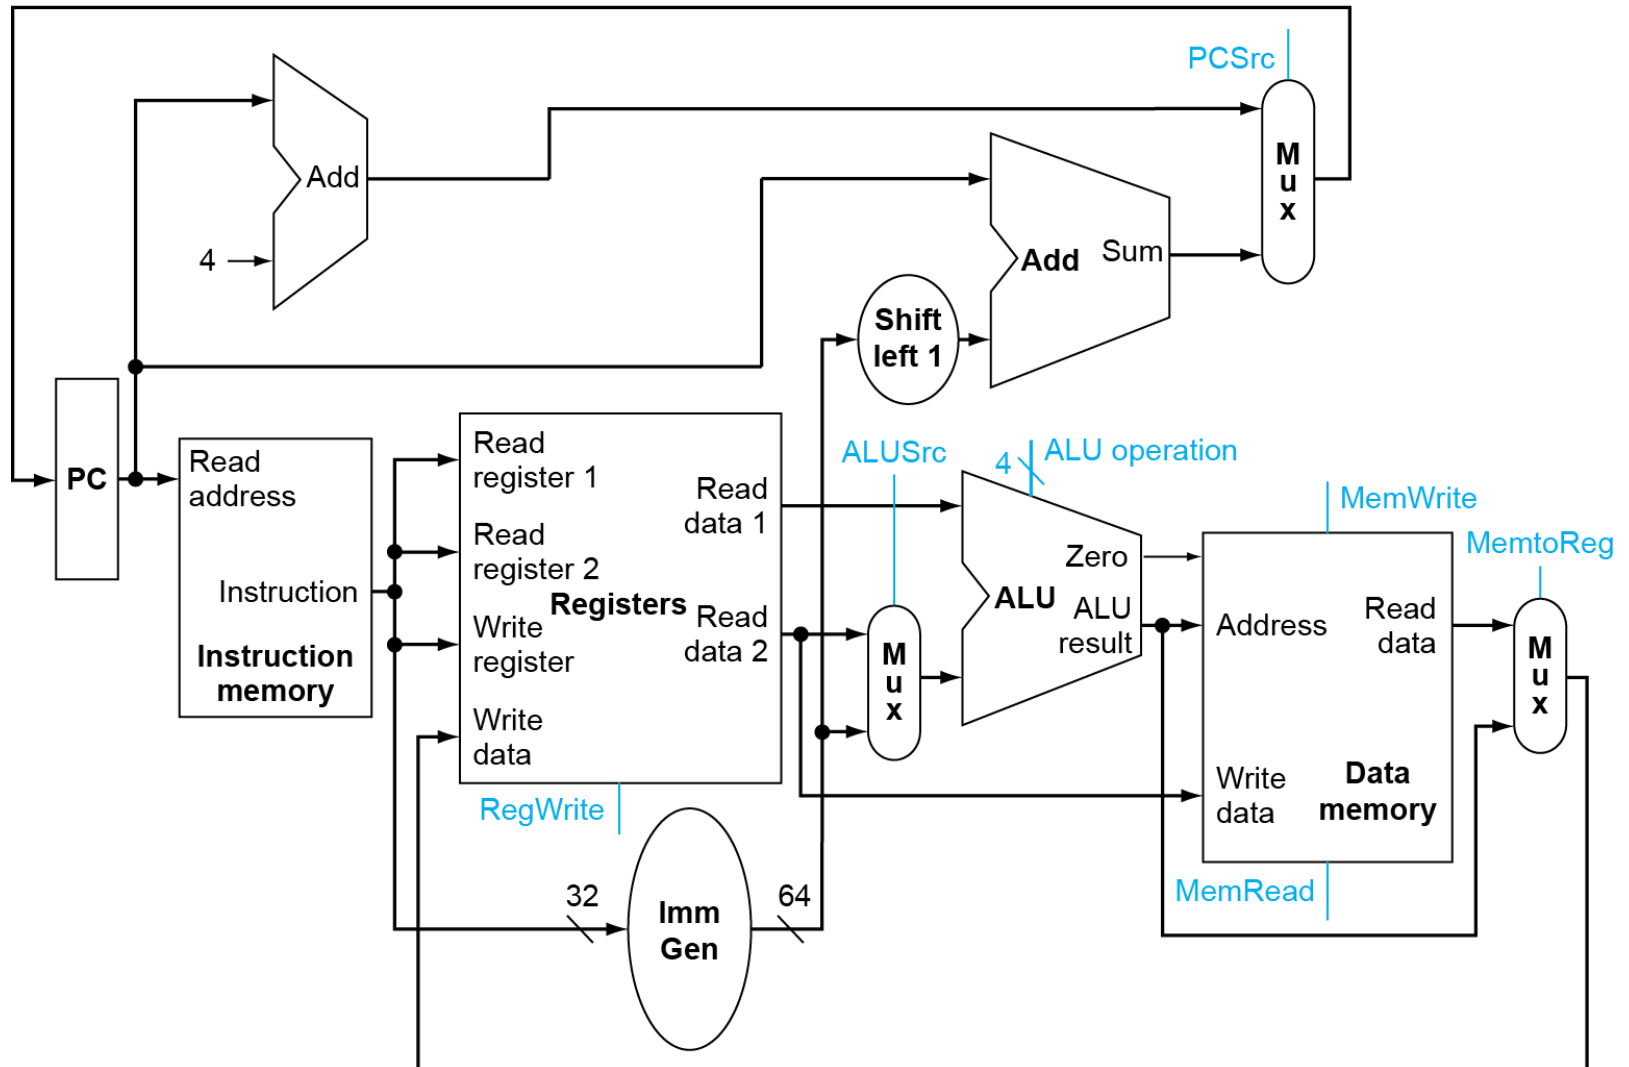 PCSrc
M
u
x
Add
4
Add
Sum
Shift
left 1
PC
Read
address
Instruction
Instruction
memory
Read
register 1
Read
register 2
Registers
Write
register
Write
data
Read
data 1
Read
data 2
RegWrite
32
Imm
Gen
64
ALUSrc
M
u
x
4
ALU operation
Zero
ALU
ALU
result
MemWrite
Address
Read
data
Write
data
Data
memory
MemRead
MemtoReg
M
u
x